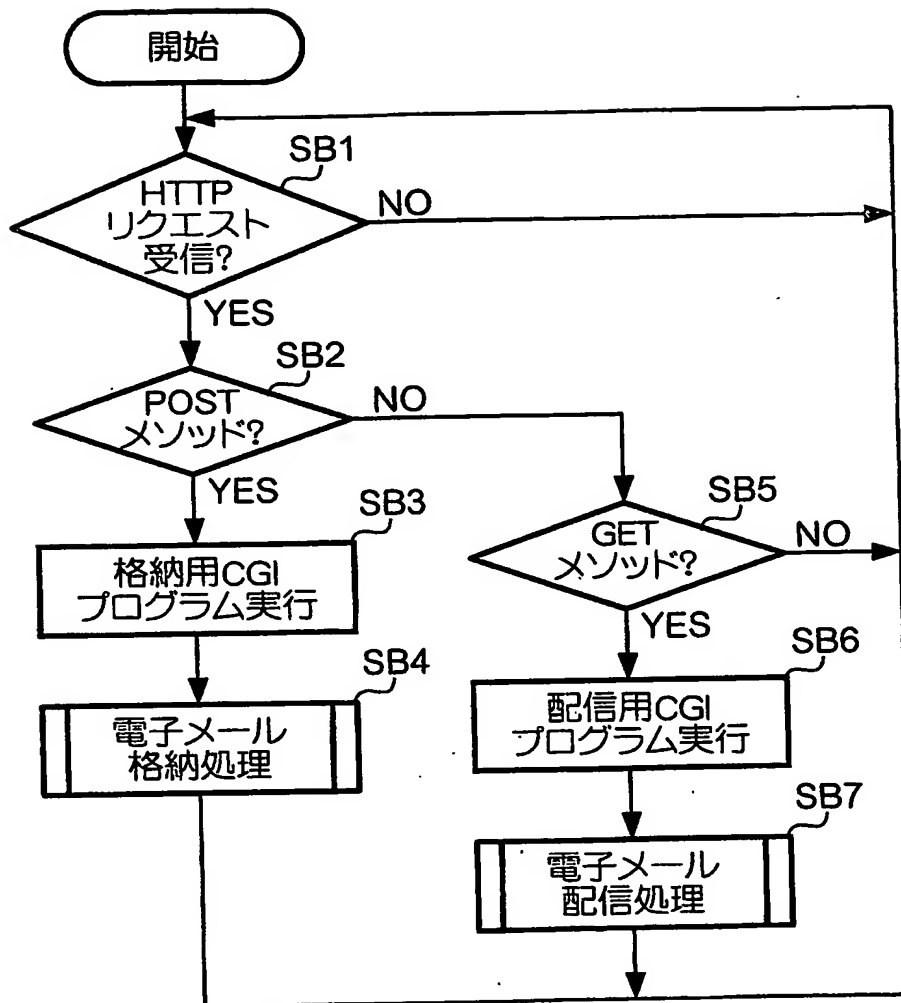 開始
SB1
HTTP
リクエスト
受信?
NO
YES
SB2
POST
メソッド?
NO
YES
SB3
格納用CGI
プログラム実行
SB4
電子メール
格納処理
SB5
GET
メソッド?
NO
YES
SB6
配信用CGI
プログラム実行
SB7
電子メール
配信処理